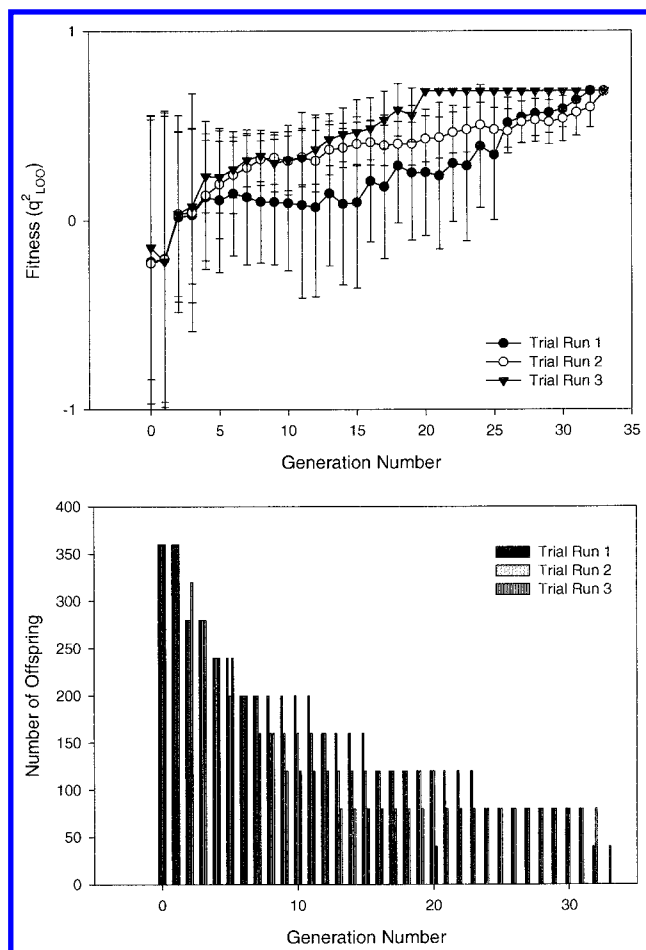 1
0
-1
Fitness (q²LOO)
Trial Run 1
Trial Run 2
Trial Run 3
0 5 10 15 20 25 30 35
Generation Number
400
350
300
250
200
150
100
50
0
Number of Offspring
Trial Run 1
Trial Run 2
Trial Run 3
0 10 20 30
Generation Number